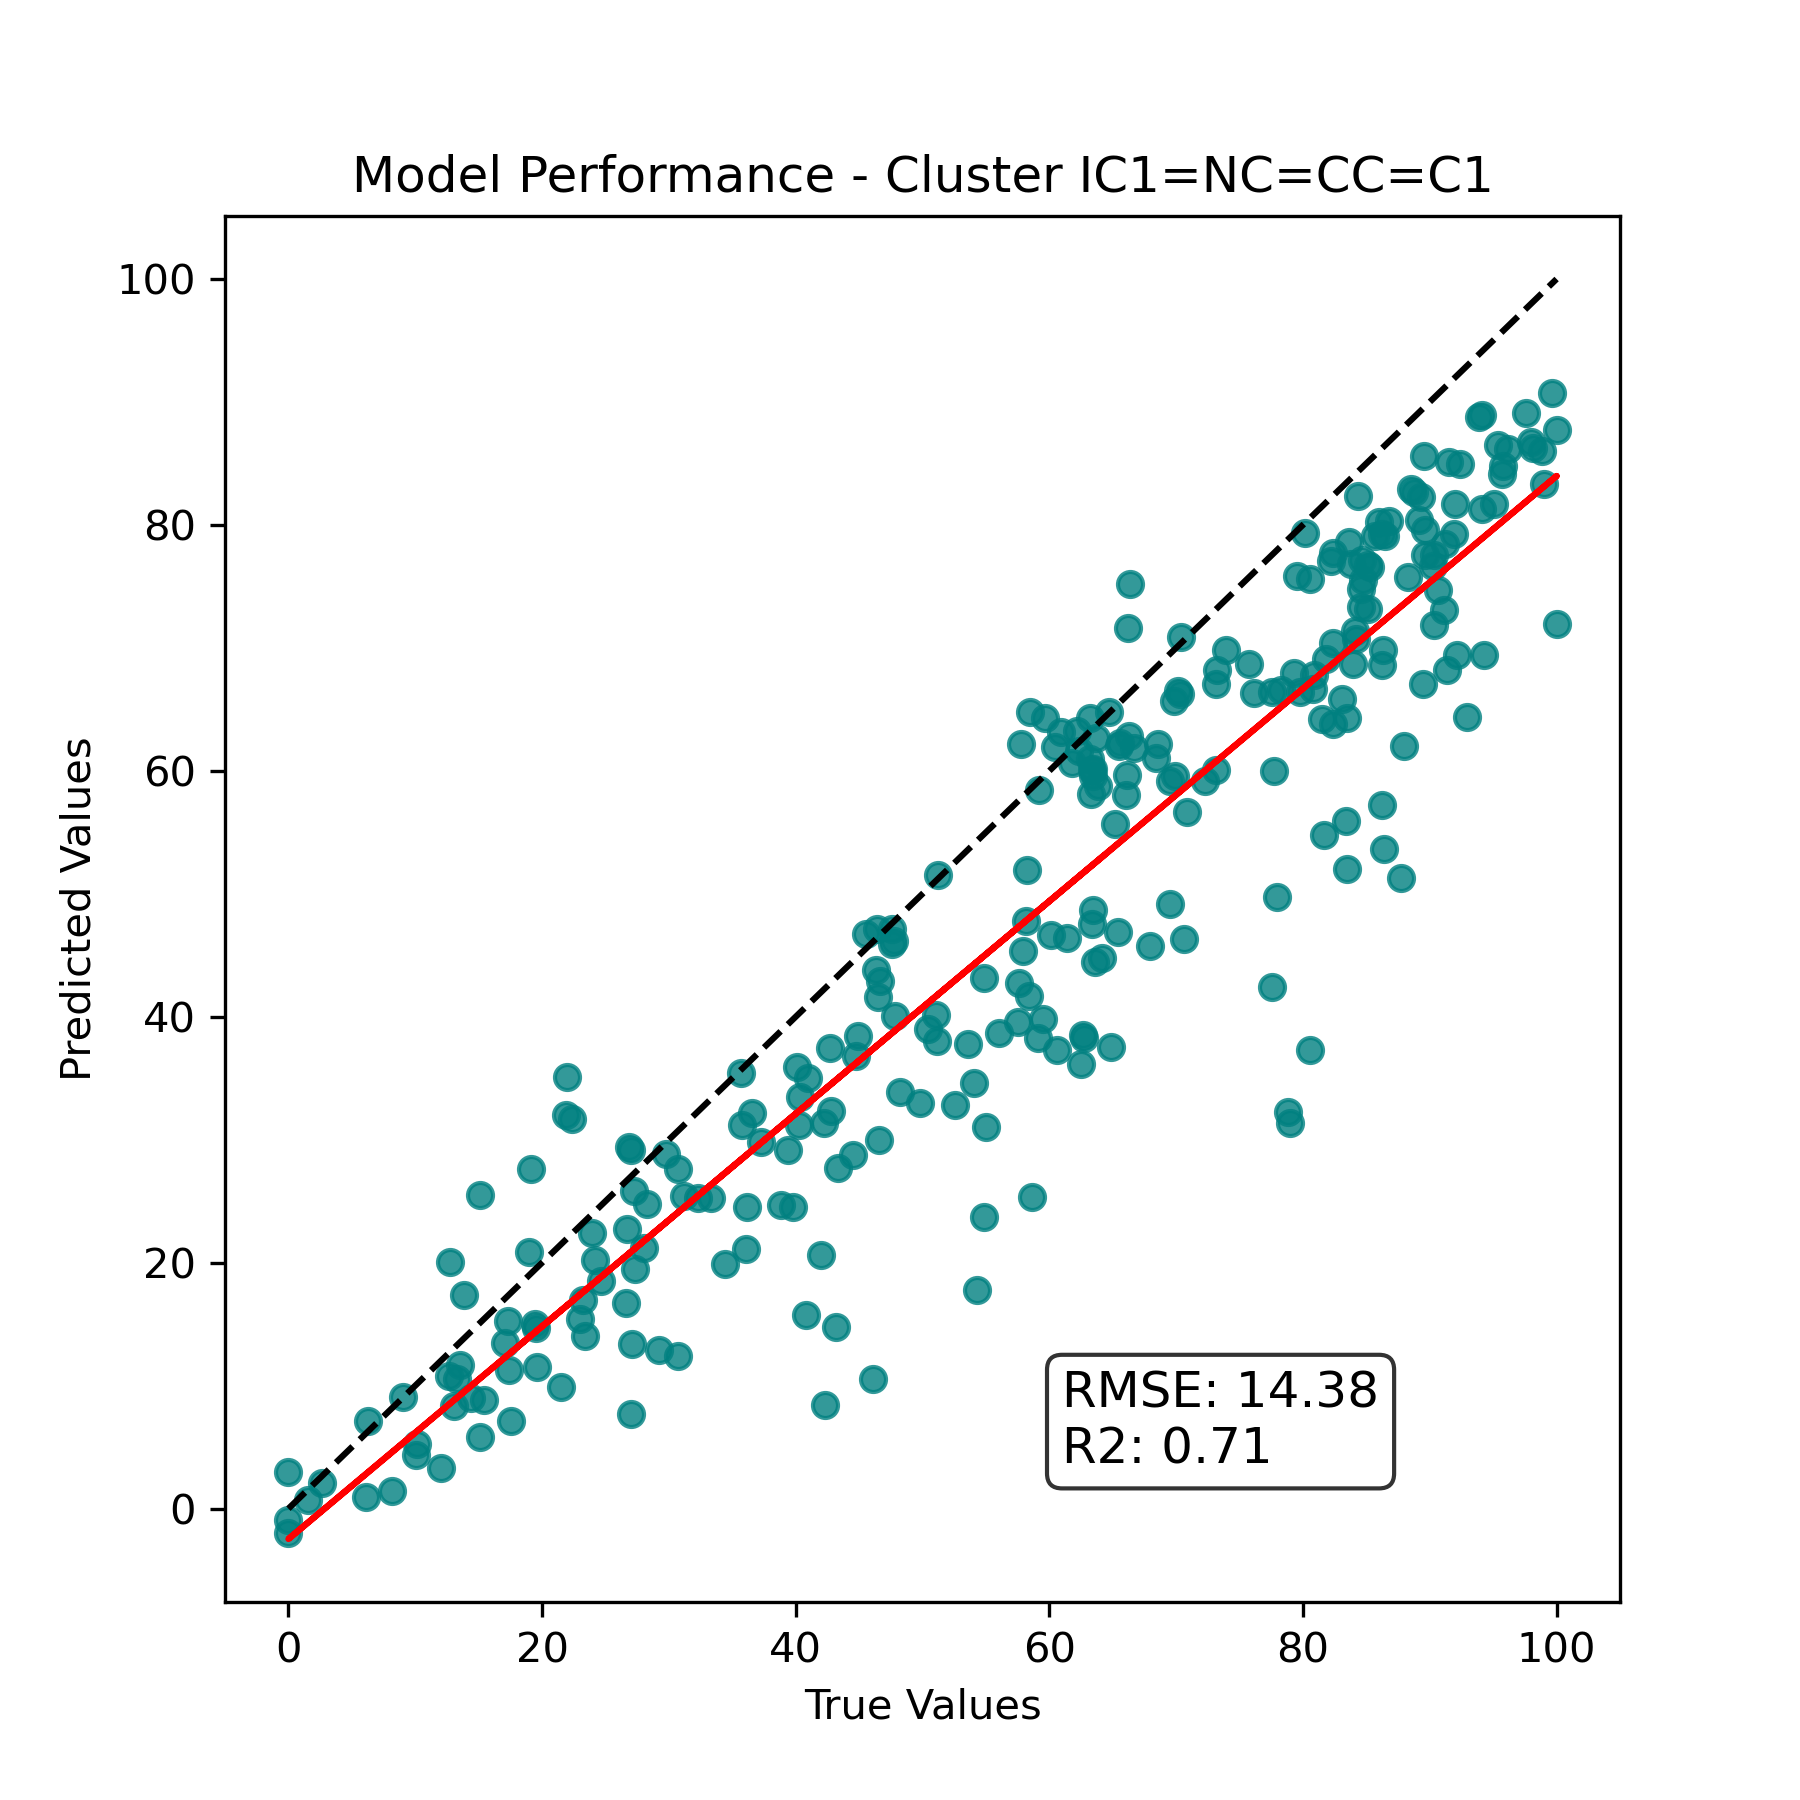 Model Performance - Cluster IC1=NC=CC=C1
100
80
60
40
20
0
Predicted Values
RMSE: 14.38
R2: 0.71
0 20 40 60 80 100
True Values